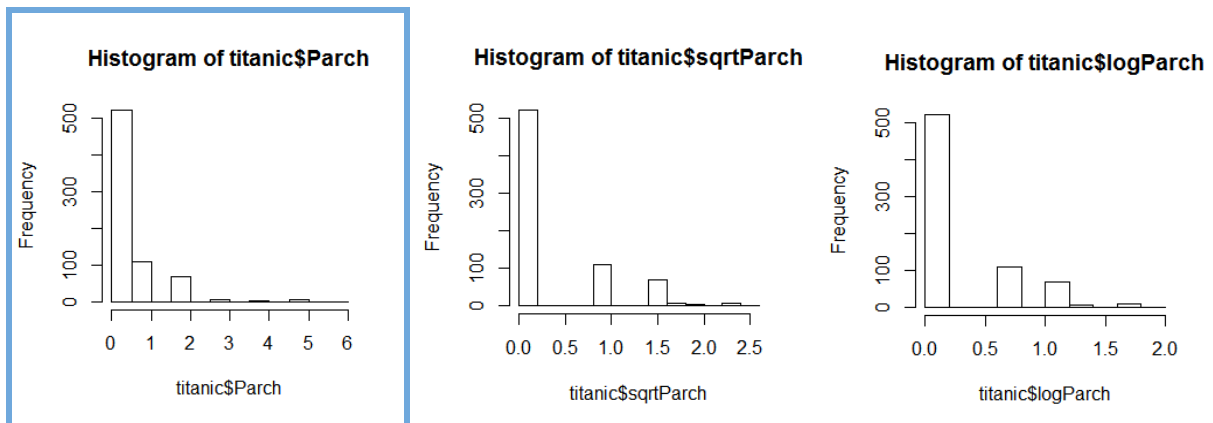 Histogram of titanic$Parch
Frequency
500
300
100
0
0 1 2 3 4 5 6
titanic$Parch
Histogram of titanic$sqrtParch
Frequency
500
300
100
0
0.0 0.5 1.0 1.5 2.0 2.5
titanic$sqrtParch
Histogram of titanic$logParch
Frequency
500
300
100
0
0.0 0.5 1.0 1.5 2.0
titanic$logParch